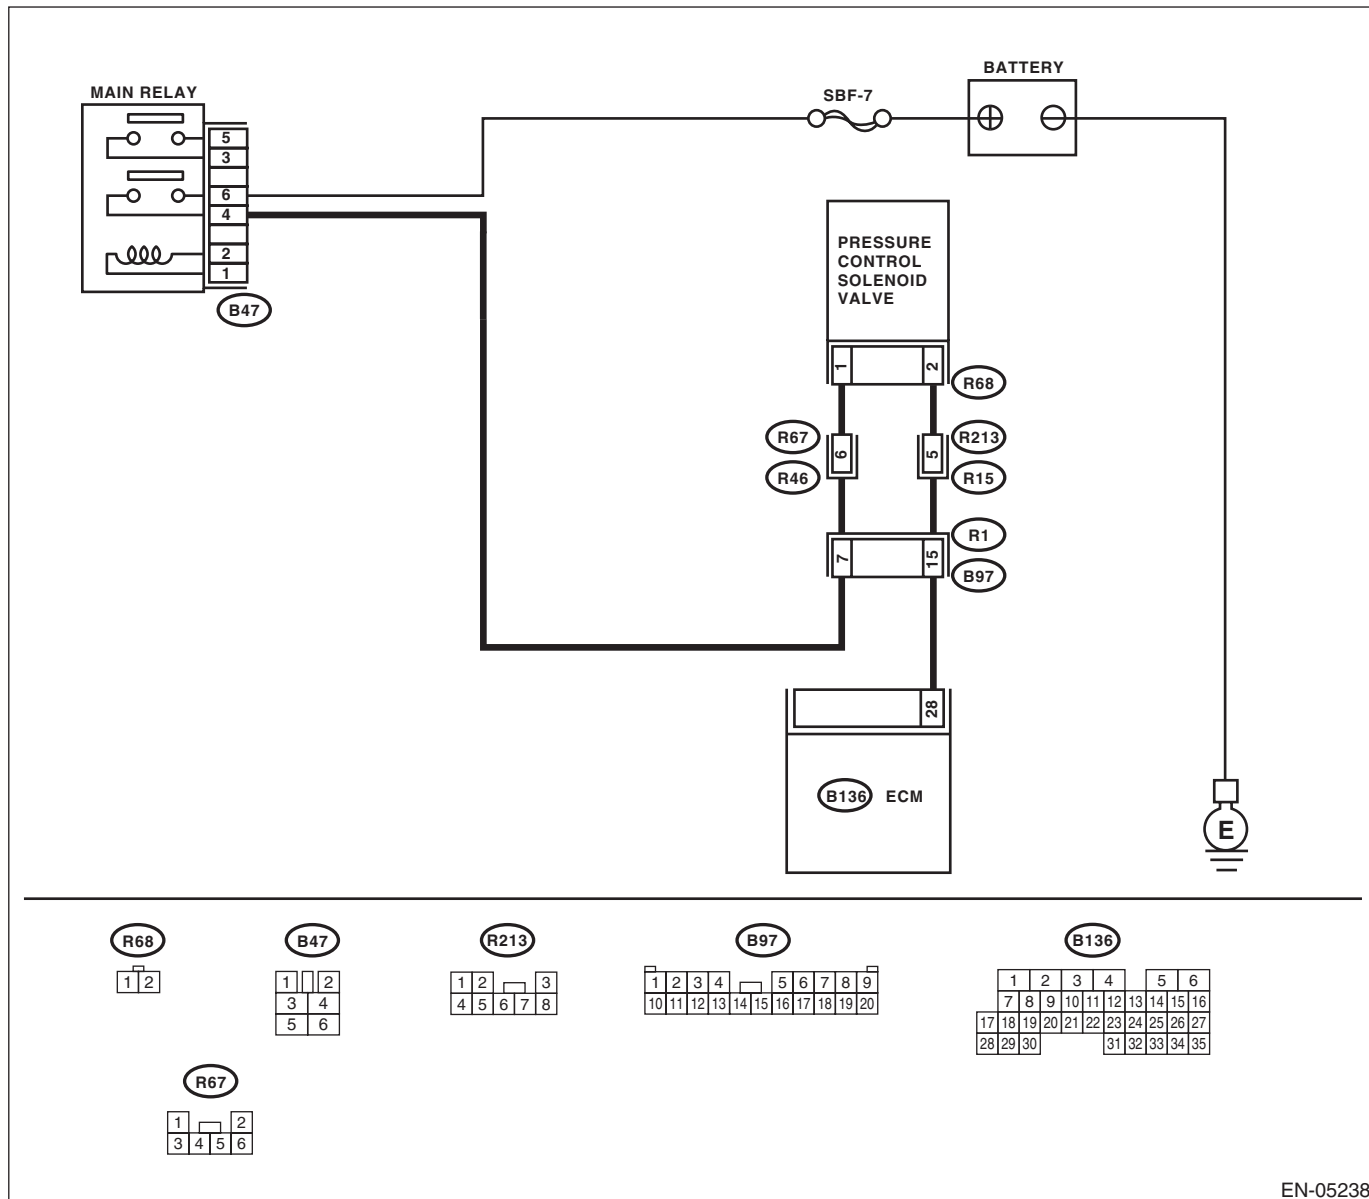 BATTERY
MAIN RELAY
SBF-7
5
3
6
4
2
1
B47
PRESSURE
CONTROL
SOLENOID
VALVE
1 2
R68
R67
6
R46
R213
5
R15
R1
7 15
B97
28
B136 ECM
E
R68
1 2
B47
1 2
3 4
5 6
R213
1 2 3
4 5 6 7 8
B97
1 2 3 4 5 6 7 8 9
10 11 12 13 14 15 16 17 18 19 20
B136
1 2 3 4 5 6
7 8 9 10 11 12 13 14 15 16
17 18 19 20 21 22 23 24 25 26 27
28 29 30 31 32 33 34 35
R67
1 2
3 4 5 6
EN-05238